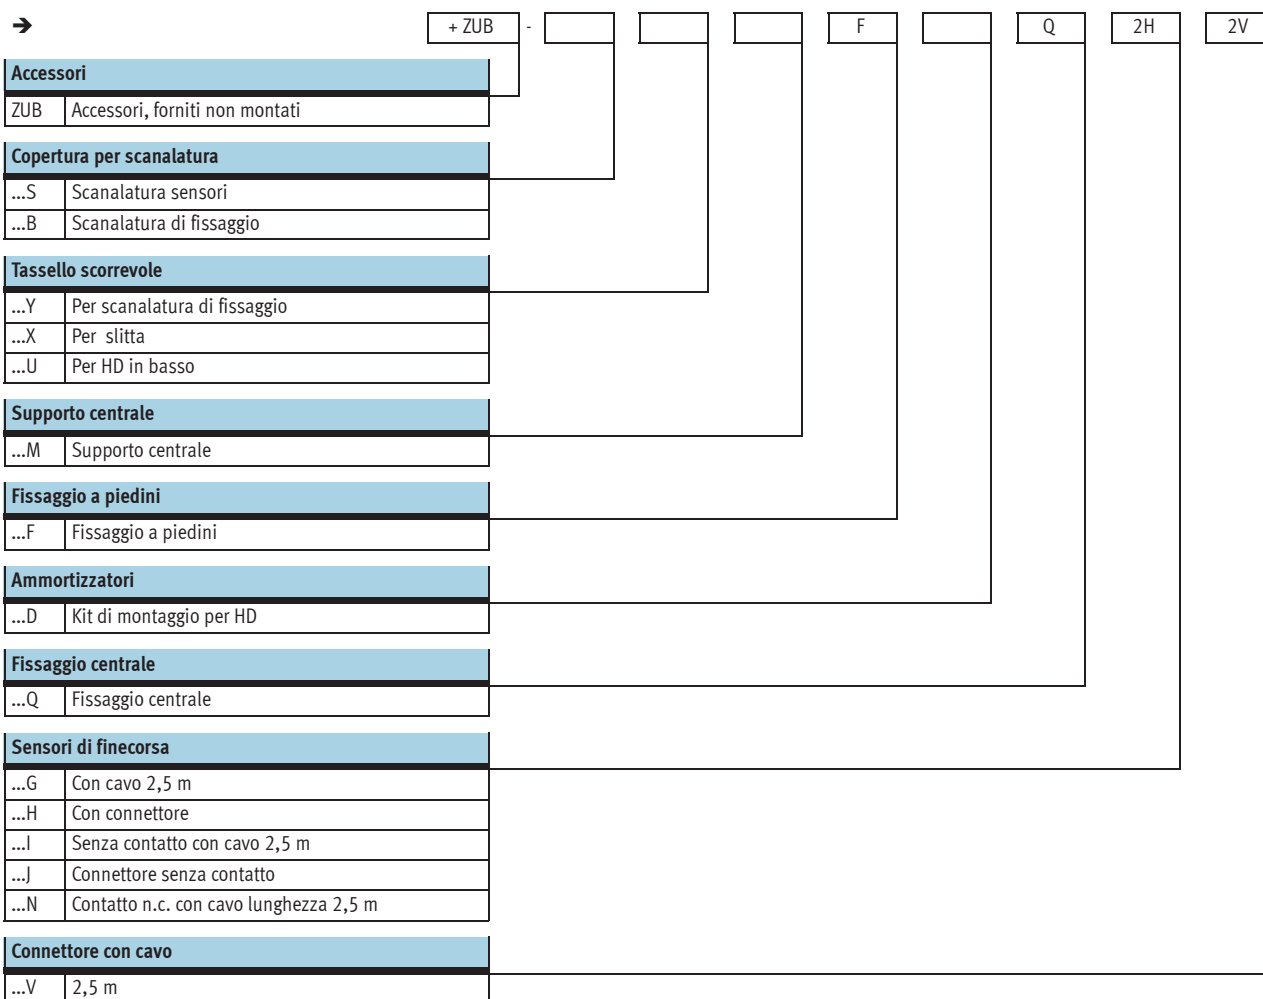 ➔ + ZUB - F Q 2H 2V
Accessori
ZUB Accessori, forniti non montati
Copertura per scanalatura
...S Scanalatura sensori
...B Scanalatura di fissaggio
Tassello scorrevole
...Y Per scanalatura di fissaggio
...X Per slitta
...U Per HD in basso
Supporto centrale
...M Supporto centrale
Fissaggio a piedini
...F Fissaggio a piedini
Ammortizzatori
...D Kit di montaggio per HD
Fissaggio centrale
...Q Fissaggio centrale
Sensori di finecorsa
...G Con cavo 2,5 m
...H Con connettore
...I Senza contatto con cavo 2,5 m
...J Connettore senza contatto
...N Contatto n.c. con cavo lunghezza 2,5 m
Connettore con cavo
...V 2,5 m